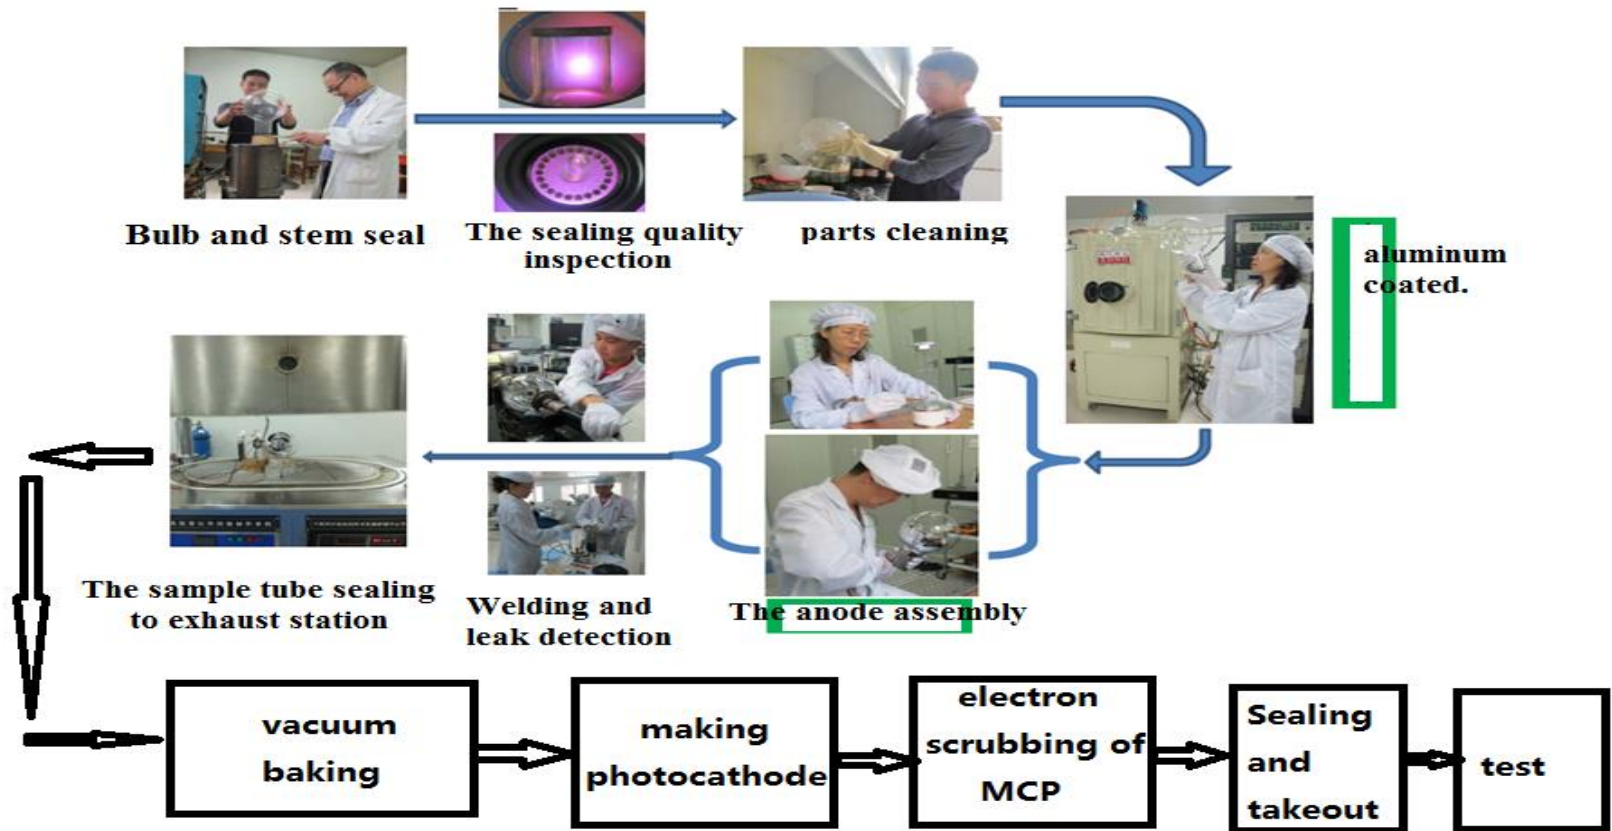 Bulb and stem seal
The sealing quality
inspection
parts cleaning
aluminum
coated.
The anode assembly
Welding and
leak detection
The sample tube sealing
to exhaust station
vacuum
baking
making
photocathode
electron
scrubbing of
MCP
Sealing
and
takeout
test